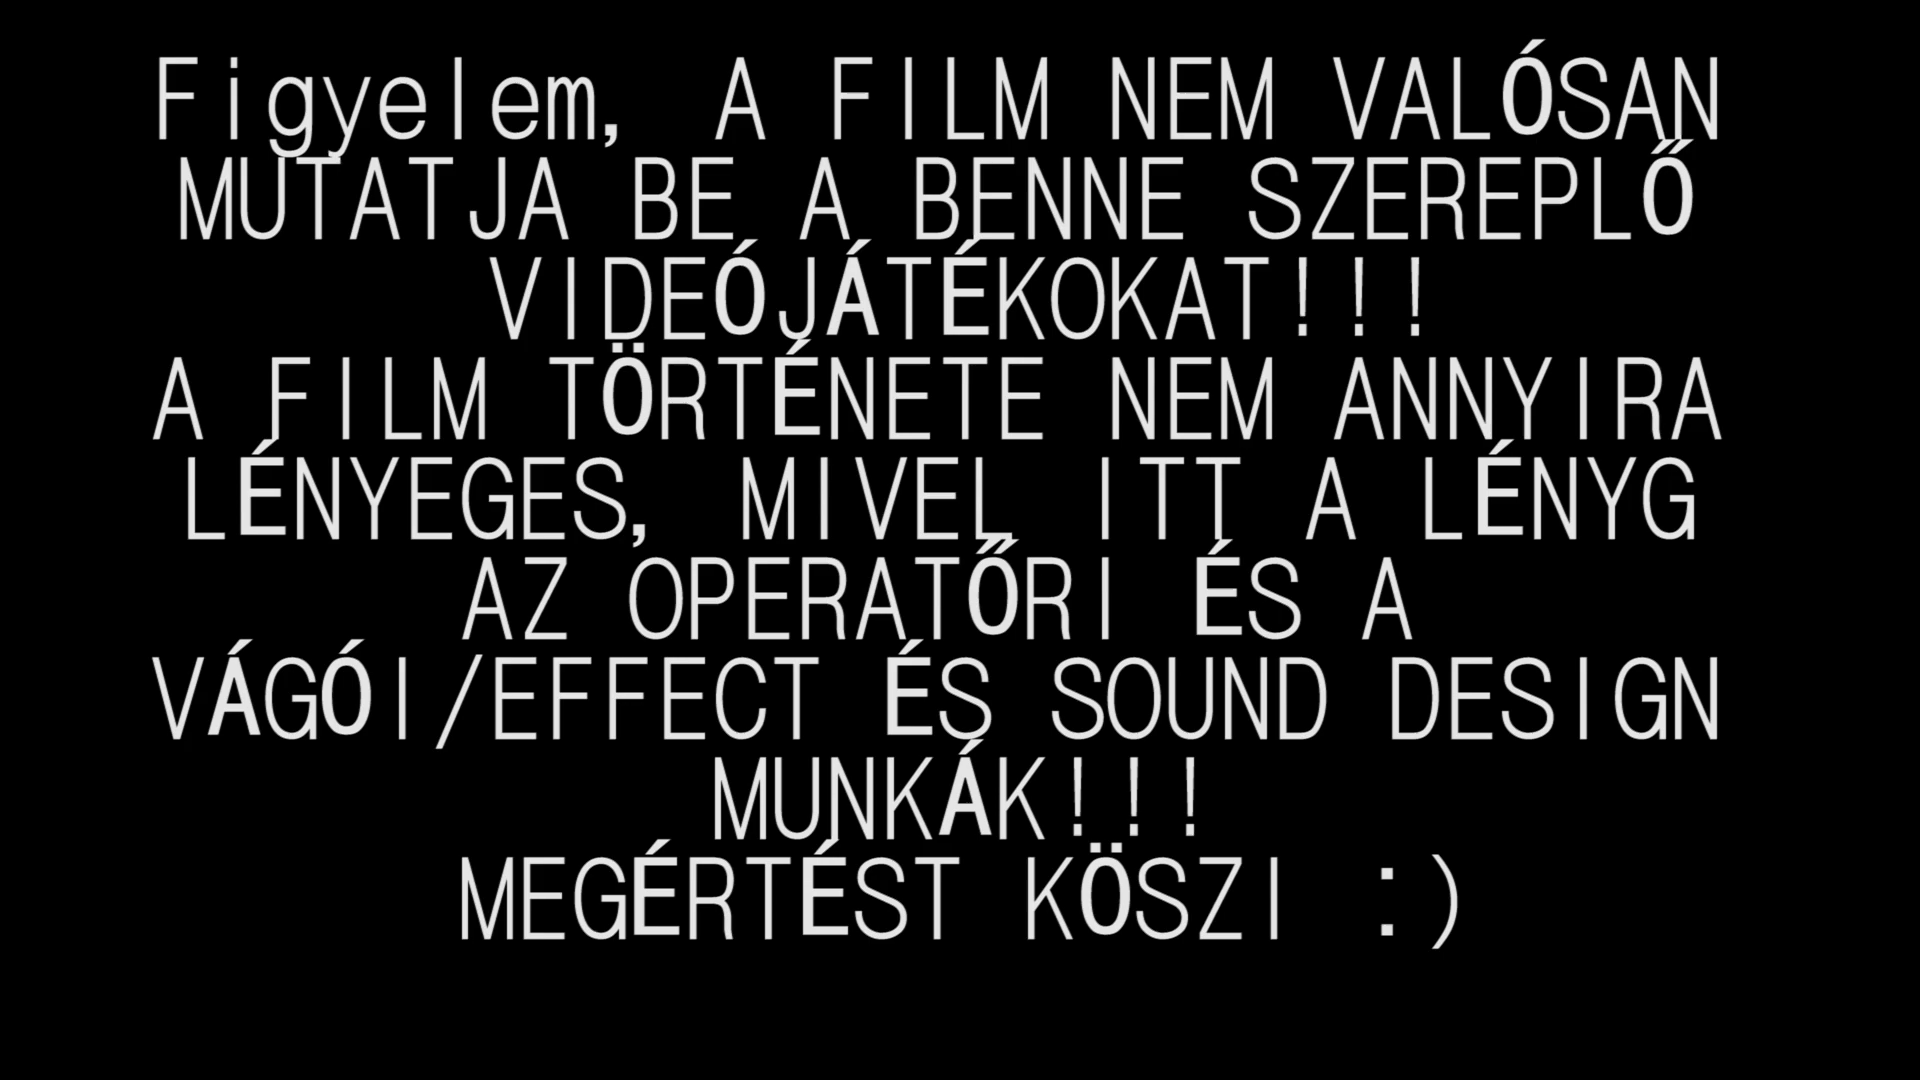 Figyelem, A FILM NEM VALÓSAN
MUTATJA BE A BENNE SZEREPLŐ
VIDEÓJÁTÉKOKAT!!!
A FILM TÖRTÉNETE NEM ANNYIRA
LÉNYEGES, MIVEL ITT A LÉNYG
AZ OPERATŐRI ÉS A
VÁGÓI/EFFECT ÉS SOUND DESIGN
MUNKÁK!!!
MEGÉRTÉST KÖSZI :)